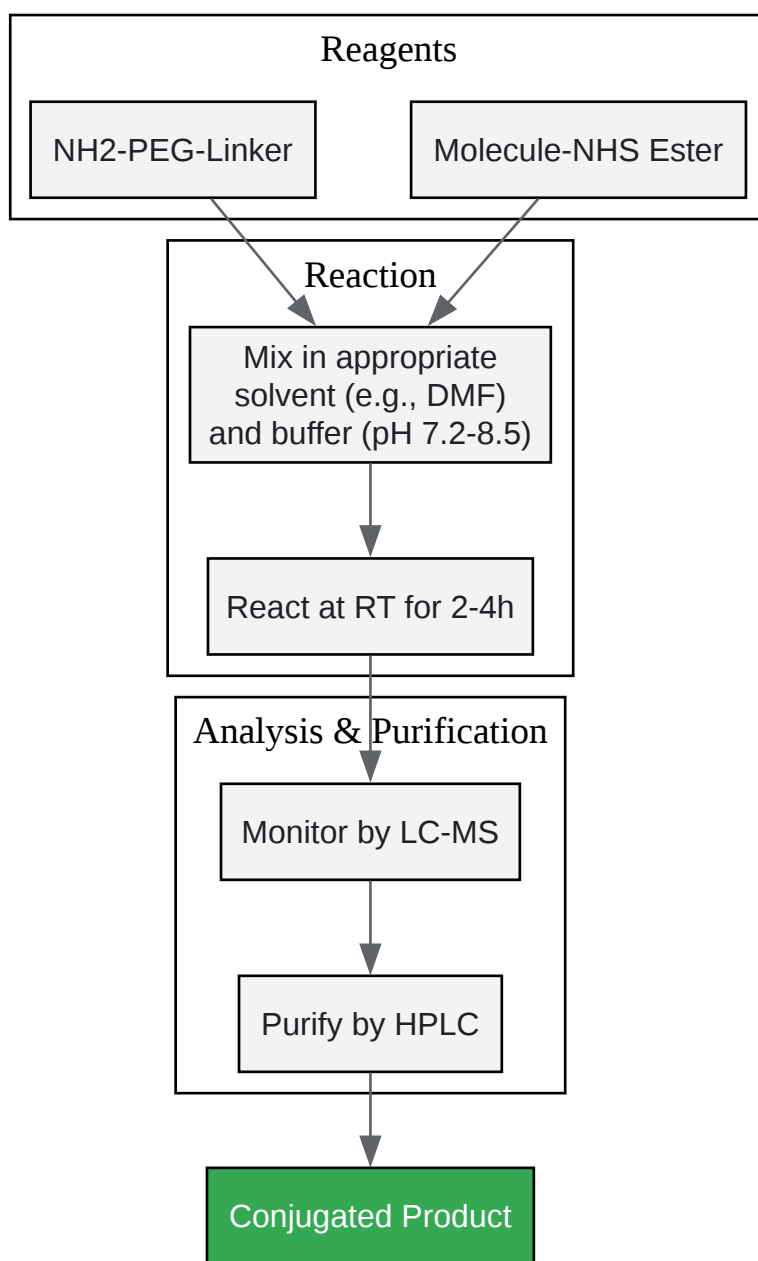 Reagents
NH2-PEG-Linker
Molecule-NHS Ester
Reaction
Mix in appropriate
solvent (e.g., DMF)
and buffer (pH 7.2-8.5)
React at RT for 2-4h
Analysis & Purification
Monitor by LC-MS
Purify by HPLC
Conjugated Product